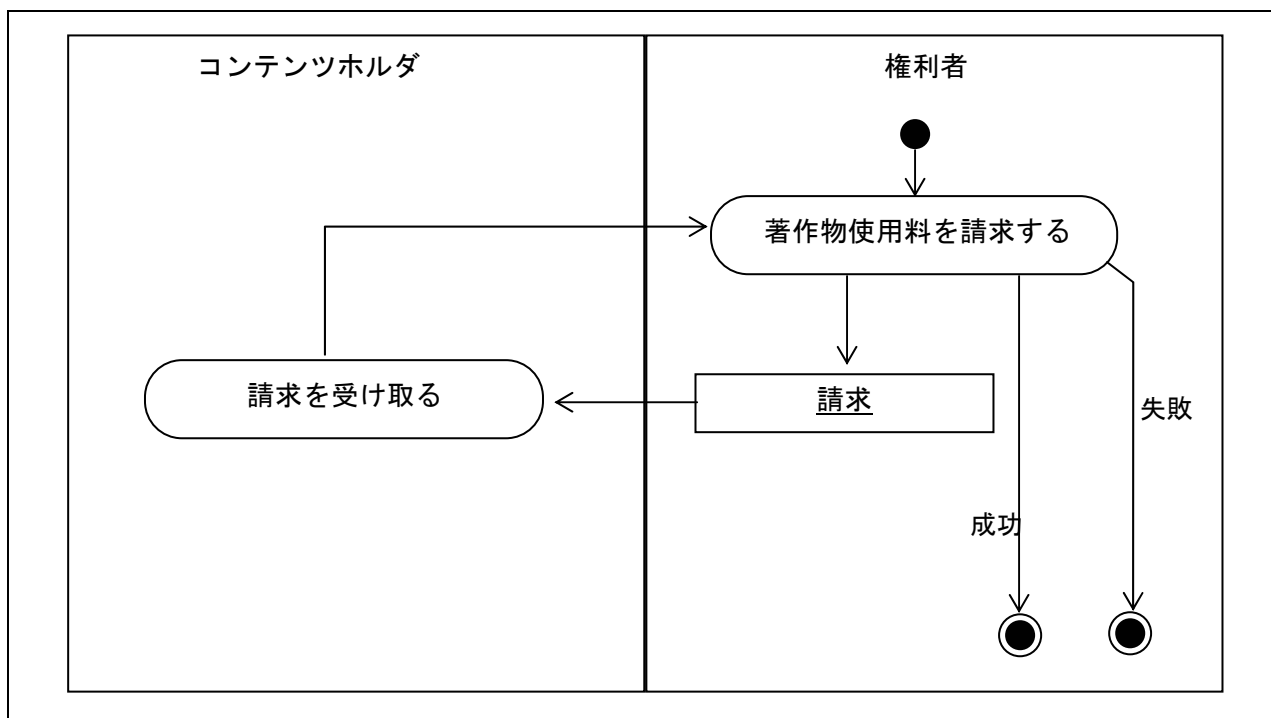 コンテンツホルダ
権利者
著作物使用料を請求する
請求を受け取る
請求
失敗
成功